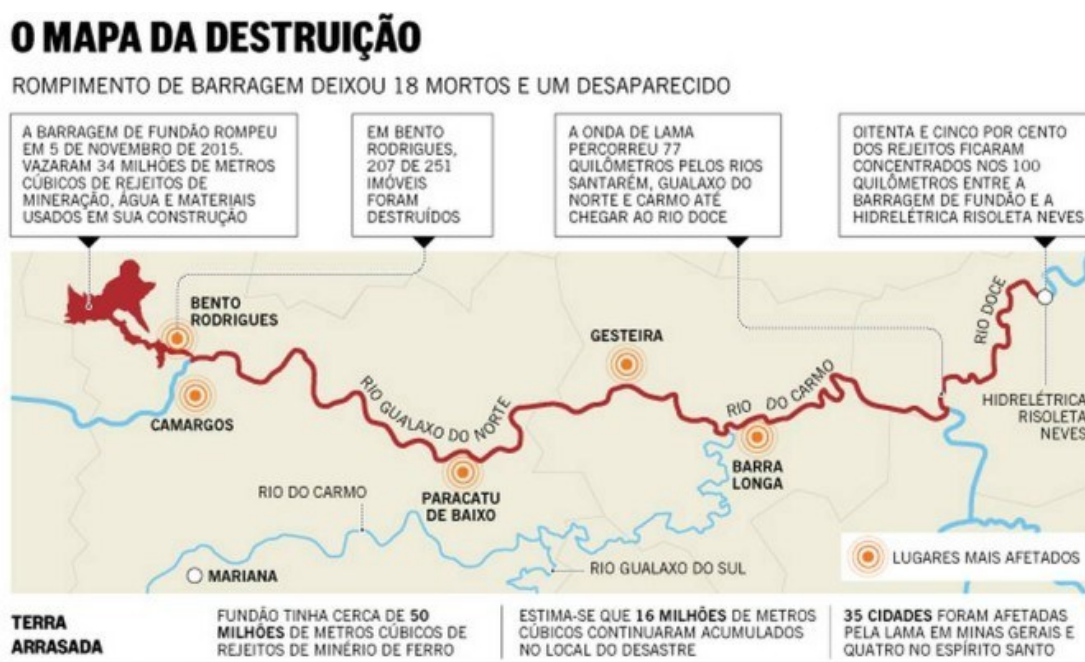 O MAPA DA DESTRUIÇÃO
ROMPIMENTO DE BARRAGEM DEIXOU 18 MORTOS E UM DESAPARECIDO
A BARRAGEM DE FUNDÃO ROMPEU
EM 5 DE NOVEMBRO DE 2015.
VAZARAM 34 MILHÕES DE METROS
CÚBICOS DE REJEITOS DE
MINERAÇÃO, ÁGUA E MATERIAIS
USADOS EM SUA CONSTRUÇÃO
EM BENTO
RODRIGUES,
207 DE 251
IMÓVEIS
FORAM
DESTRUÍDOS
A ONDA DE LAMA
PERCORREU 77
QUILÔMETROS PELOS RIOS
SANTARÉM, GUALAXO DO
NORTE E CARMO ATÉ
CHEGAR AO RIO DOCE
OITENTA E CINCO POR CENTO
DOS REJEITOS FICARAM
CONCENTRADOS NOS 100
QUILÔMETROS ENTRE A
BARRAGEM DE FUNDÃO E A
HIDRELÉTRICA RISOLETA NEVES
BENTO
RODRIGUES
CAMARGOS
RIO GUALAXO DO NORTE
PARACATU
DE BAIXO
GESTEIRA
RIO DO CARMO
BARRA
LONGA
RIO DOCE
HIDRELÉTRICA
RISOLETA
NEVES
RIO DO CARMO
MARIANA
RIO GUALAXO DO SUL
LUGARES MAIS AFETADOS
TERRA
ARRASADA
FUNDÃO TINHA CERCA DE 50
MILHÕES DE METROS CÚBICOS DE
REJEITOS DE MINÉRIO DE FERRO
ESTIMA-SE QUE 16 MILHÕES DE METROS
CÚBICOS CONTINUARAM ACUMULADOS
NO LOCAL DO DESASTRE
35 CIDADES FORAM AFETADAS
PELA LAMA EM MINAS GERAIS E
QUATRO NO ESPÍRITO SANTO